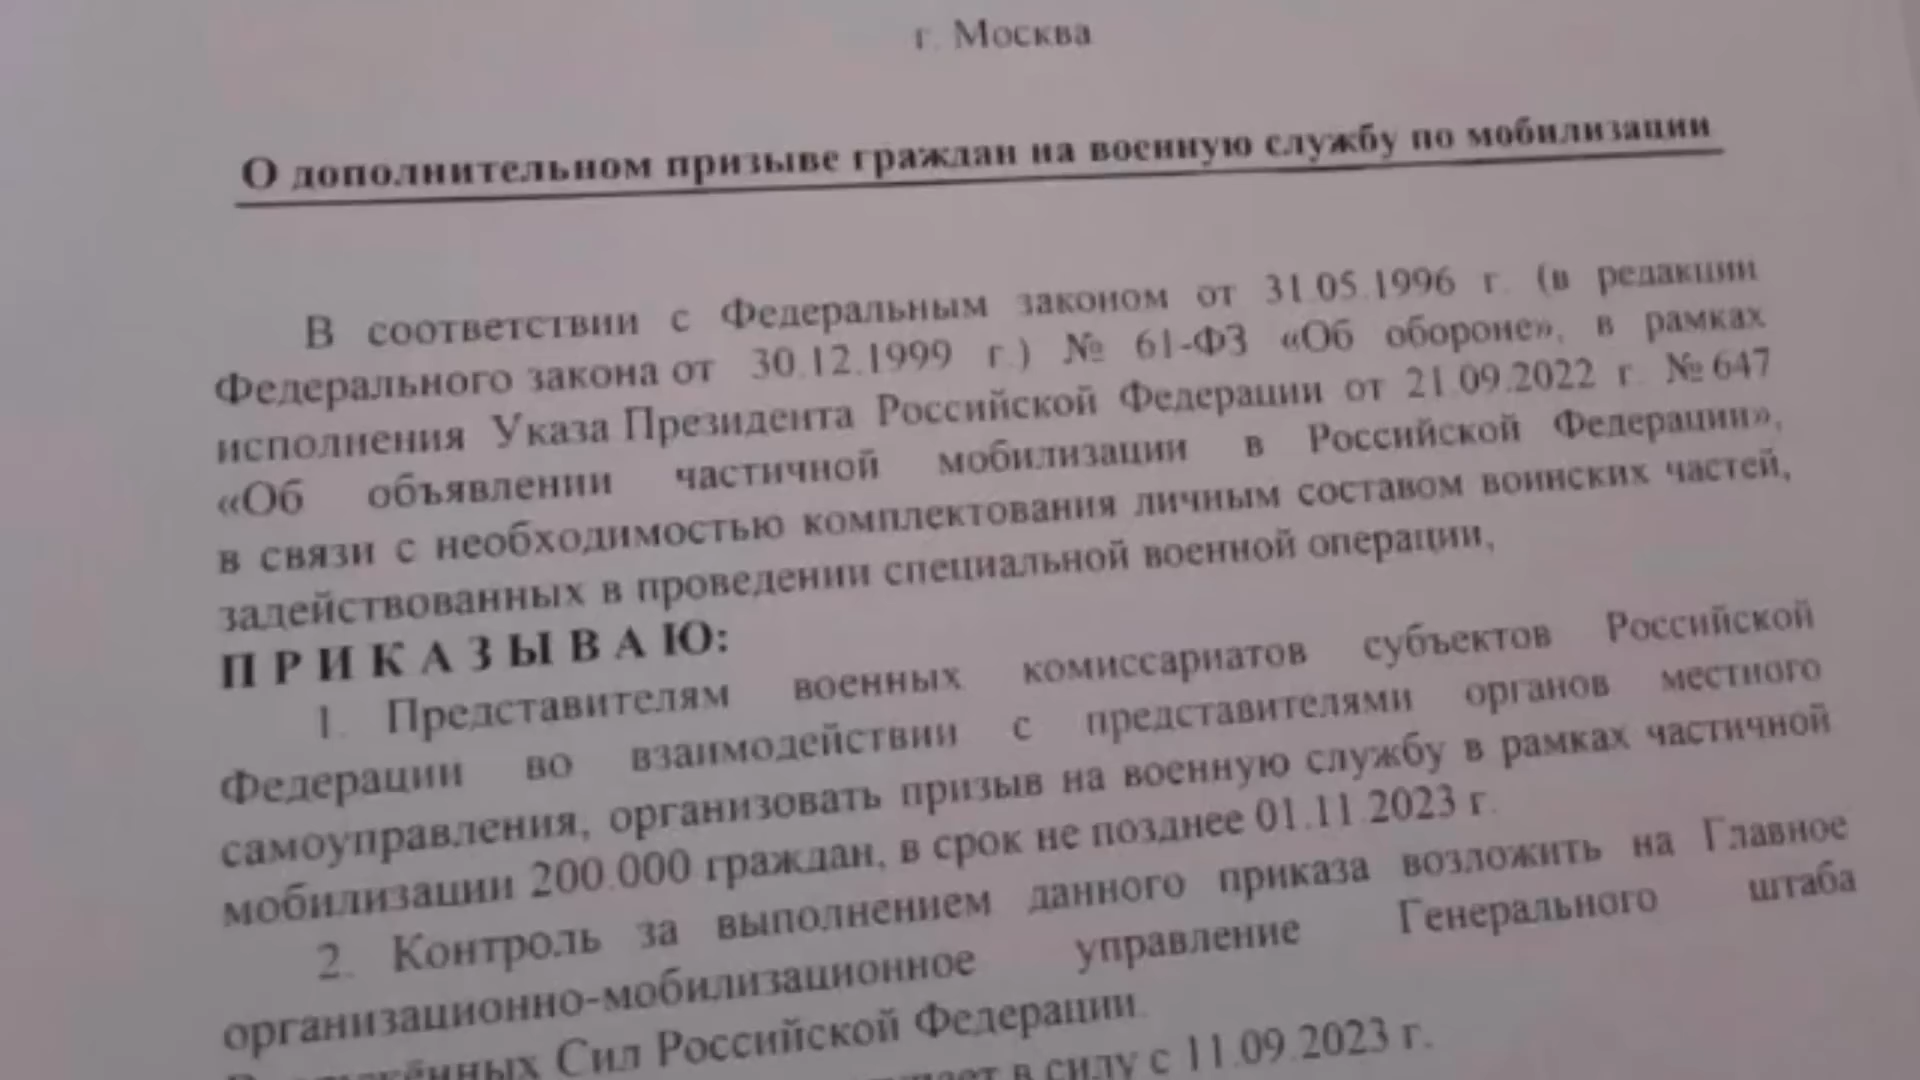 г. Москва
О дополнительном призыве граждан на военную службу по мобилизации
В соответствии с Федеральным законом от 31.05.1996 г. (в редакции
Федерального закона от 30.12.1999 г.) № 61-ФЗ «Об обороне», в рамках
исполнения Указа Президента Российской Федерации от 21.09.2022 г. №647
«Об объявлении частичной мобилизации в Российской Федерации»,
в связи с необходимостью комплектования личным составом воинских частей,
задействованных в проведении специальной военной операции,
П Р И К А З Ы В А Ю:
1. Представителям военных комиссариатов субъектов Российской
Федерации во взаимодействии с представителями органов местного
самоуправления, организовать призыв на военную службу в рамках частичной
мобилизации 200.000 граждан, в срок не позднее 01.11.2023 г.
2. Контроль за выполнением данного приказа возложить на Главное
организационно-мобилизационное управление Генерального штаба
Сил Российской Федерации.
в силу с 11.09.2023 г.